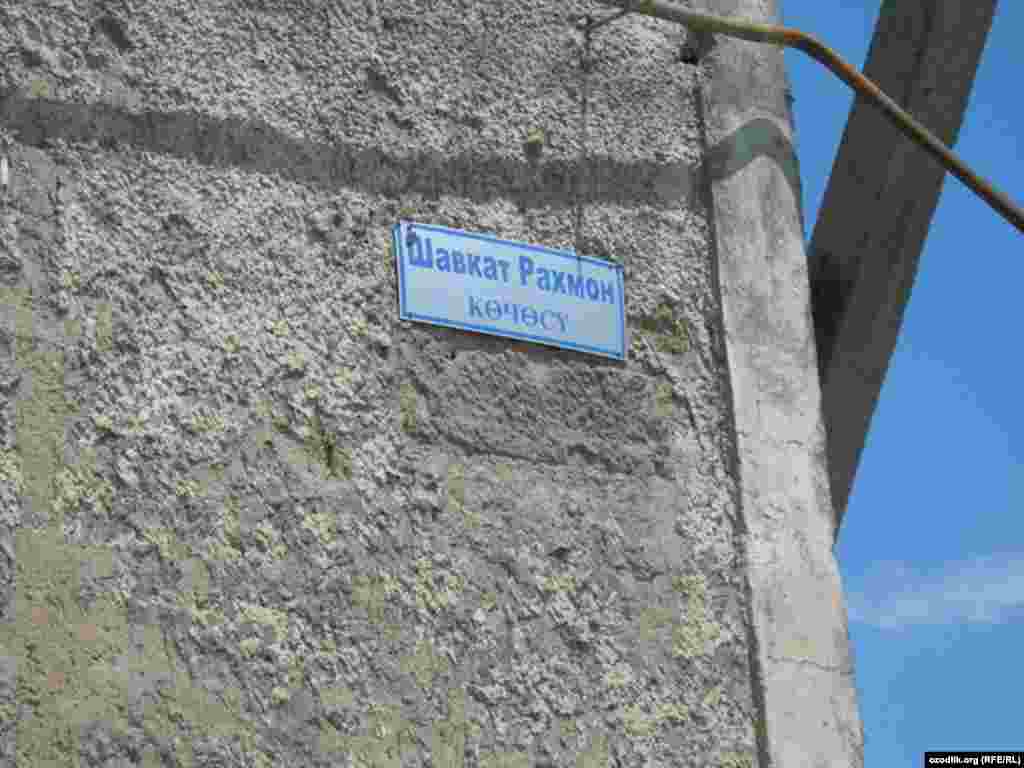 Шавкат Рахмон
көчөсү
ozodlik.org (RFE/RL)